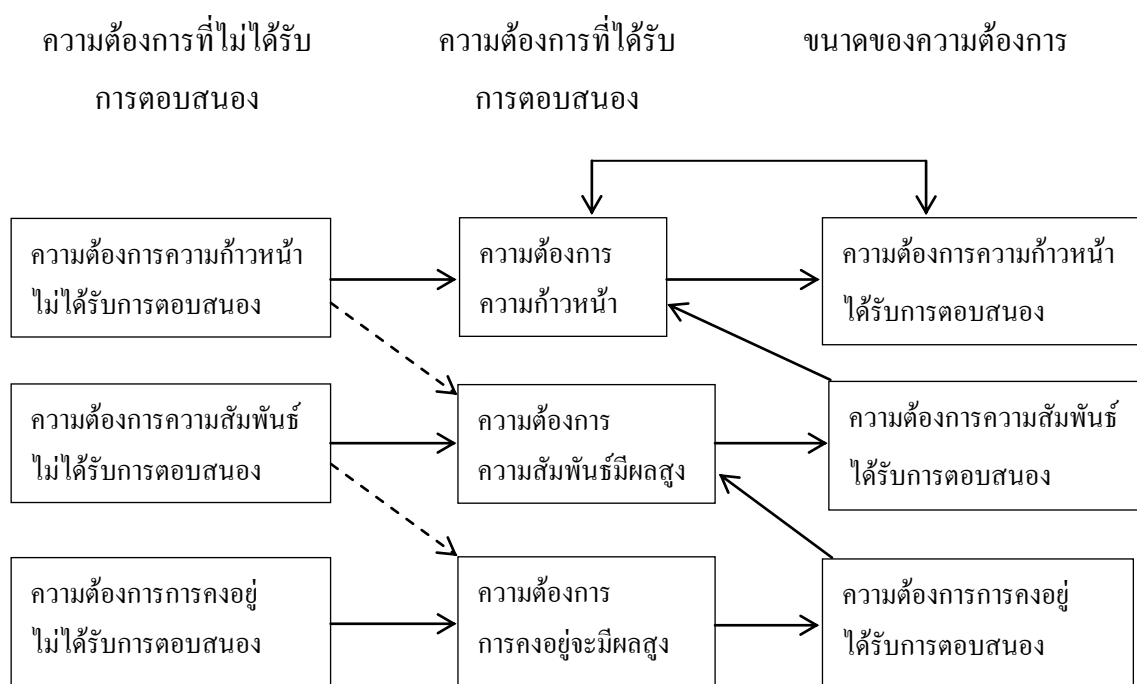 ความต้องการที่ไม่ได้รับ
การตอบสนอง
ความต้องการที่ได้รับ
การตอบสนอง
ขนาดของความต้องการ
ความต้องการความก้าวหน้า
ไม่ได้รับการตอบสนอง
ความต้องการ
ความก้าวหน้า
ความต้องการความก้าวหน้า
ได้รับการตอบสนอง
ความต้องการความสัมพันธ์
ไม่ได้รับการตอบสนอง
ความต้องการ
ความสัมพันธ์มีผลสูง
ความต้องการความสัมพันธ์
ได้รับการตอบสนอง
ความต้องการการคงอยู่
ไม่ได้รับการตอบสนอง
ความต้องการ
การคงอยู่จะมีผลสูง
ความต้องการการคงอยู่
ได้รับการตอบสนอง